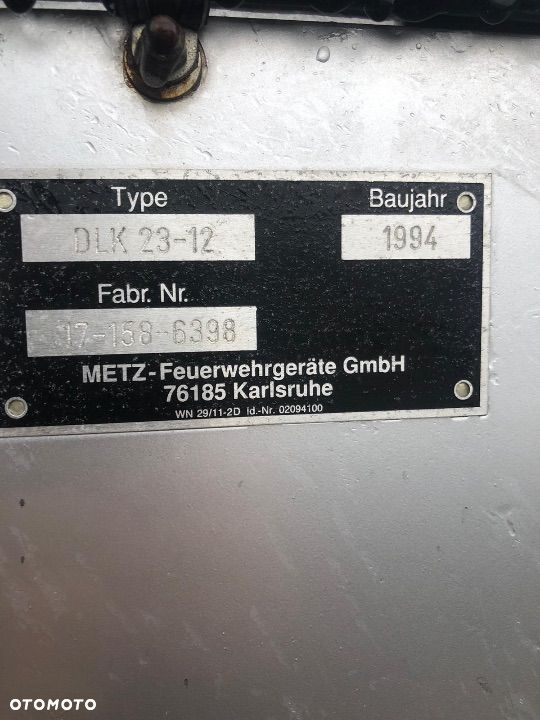 Type
Baujahr
DLK 23-12
1994
Fabr. Nr.
17-158-6398
METZ-Feuerwehrgeräte GmbH
76185 Karlsruhe
WN 29/11-2D Id.-Nr. 02094100
OTOMOTO